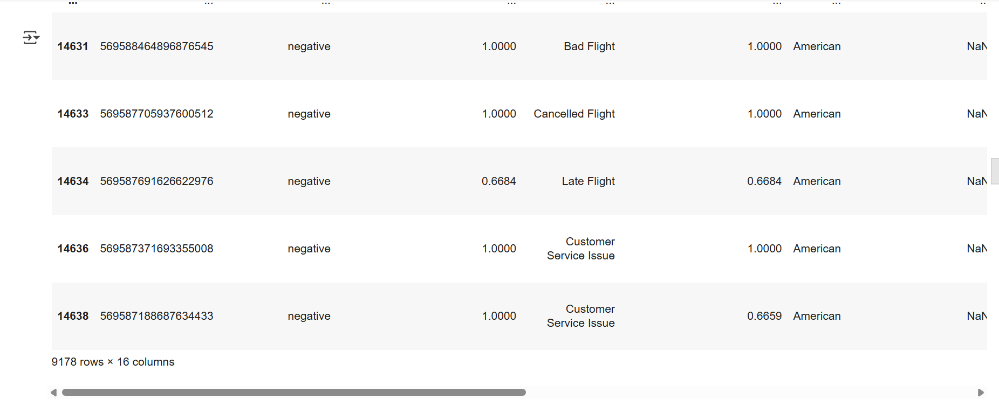 ... ... ... ... ... ... ... ..
14631 569588464896876545 negative 1.0000 Bad Flight 1.0000 American NaN
14633 569587705937600512 negative 1.0000 Cancelled Flight 1.0000 American NaN
14634 569587691626622976 negative 0.6684 Late Flight 0.6684 American NaN
14636 569587371693355008 negative 1.0000 Customer Service Issue 1.0000 American NaN
14638 569587188687634433 negative 1.0000 Customer Service Issue 0.6659 American NaN
9178 rows × 16 columns